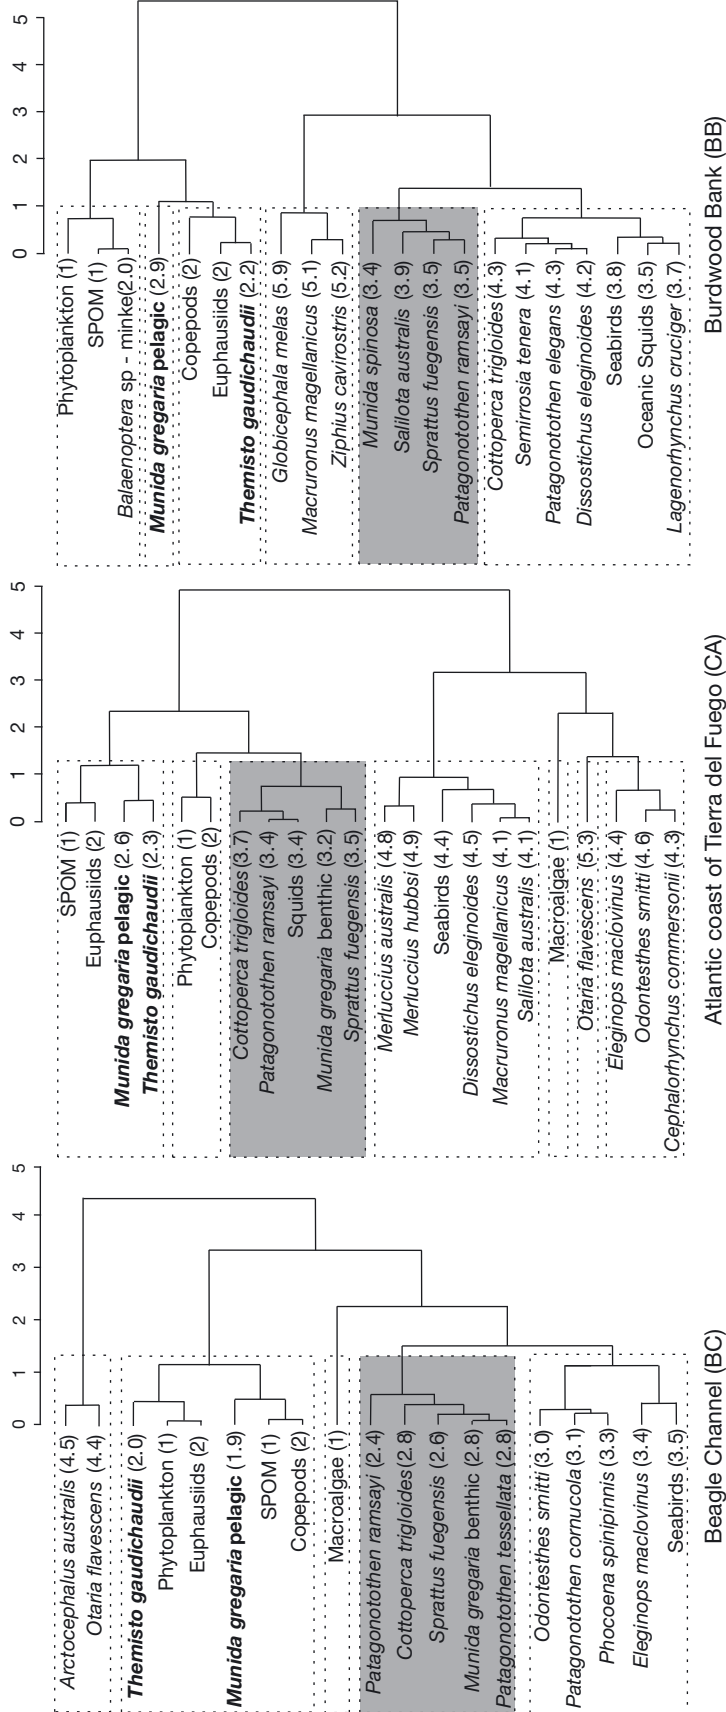 0
1
2
3
4
5
Arctocephalus australis (4.5)
Otaria flavescens (4.4)
Themisto gaudichaudii (2.0)
Phytoplankton (1)
Euphausiids (2)
Munida gregaria pelagic (1.9)
SPOM (1)
Copepods (2)
Macroalgae (1)
Patagonotothen ramsayi (2.4)
Cottoperca trigloides(2.8)
Sprattus fuegensis (2.6)
Munida gregaria benthic (2.8)
Patagonotothen tessellata (2.8)
Odontesthes smitti (3.0)
Patagonotothen cornucola (3.1)
Phocoena spinipinnis (3.3)
Eleginops maclovinus (3.4)
Seabirds (3.5)
Beagle Channel (BC)
0
1
2
3
4
5
SPOM (1)
Euphausiids (2)
Munida gregaria pelagic (2.6)
Themisto gaudichaudii (2.3)
Phytoplankton (1)
Copepods (2)
Cottoperca trigloides(3.7)
Patagonotothen ramsayi (3.4)
Squids (3.4)
Munida gregaria benthic (3.2)
Sprattus fuegensis (3.5)
Merluccius australis (4.8)
Merluccius hubbsi (4.9)
Seabirds (4.4)
Dissostichus eleginoides (4.5)
Macruronus magellanicus (4.1)
Salilota australis (4.1)
Macroalgae (1)
Otaria flavescens (5.3)
Eleginops maclovinus (4.4)
Odontesthes smitti (4.6)
Cephalorhynchus commersonii (4.3)
Atlantic coast of Tierra del Fuego (CA)
0
1
2
3
4
5
Phytoplankton (1)
SPOM (1)
Balaenoptera sp - minke(2.0)
Munida gregaria pelagic (2.9)
Copepods (2)
Euphausiids (2)
Themisto gaudichaudii (2.2)
Globicephala melas (5.9)
Macruronus magellanicus (5.1)
Ziphius cavirostris (5.2)
Munida spinosa (3.4)
Salilota australis (3.9)
Sprattus fuegensis (3.5)
Patagonotothen ramsayi (3.5)
Cottoperca trigloides (4.3)
Semirrosia tenera (4.1)
Patagonotothen elegans (4.3)
Dissostichus eleginoides (4.2)
Seabirds (3.8)
Oceanic Squids (3.5)
Lagenorhynchus cruciger (3.7)
Burdwood Bank (BB)